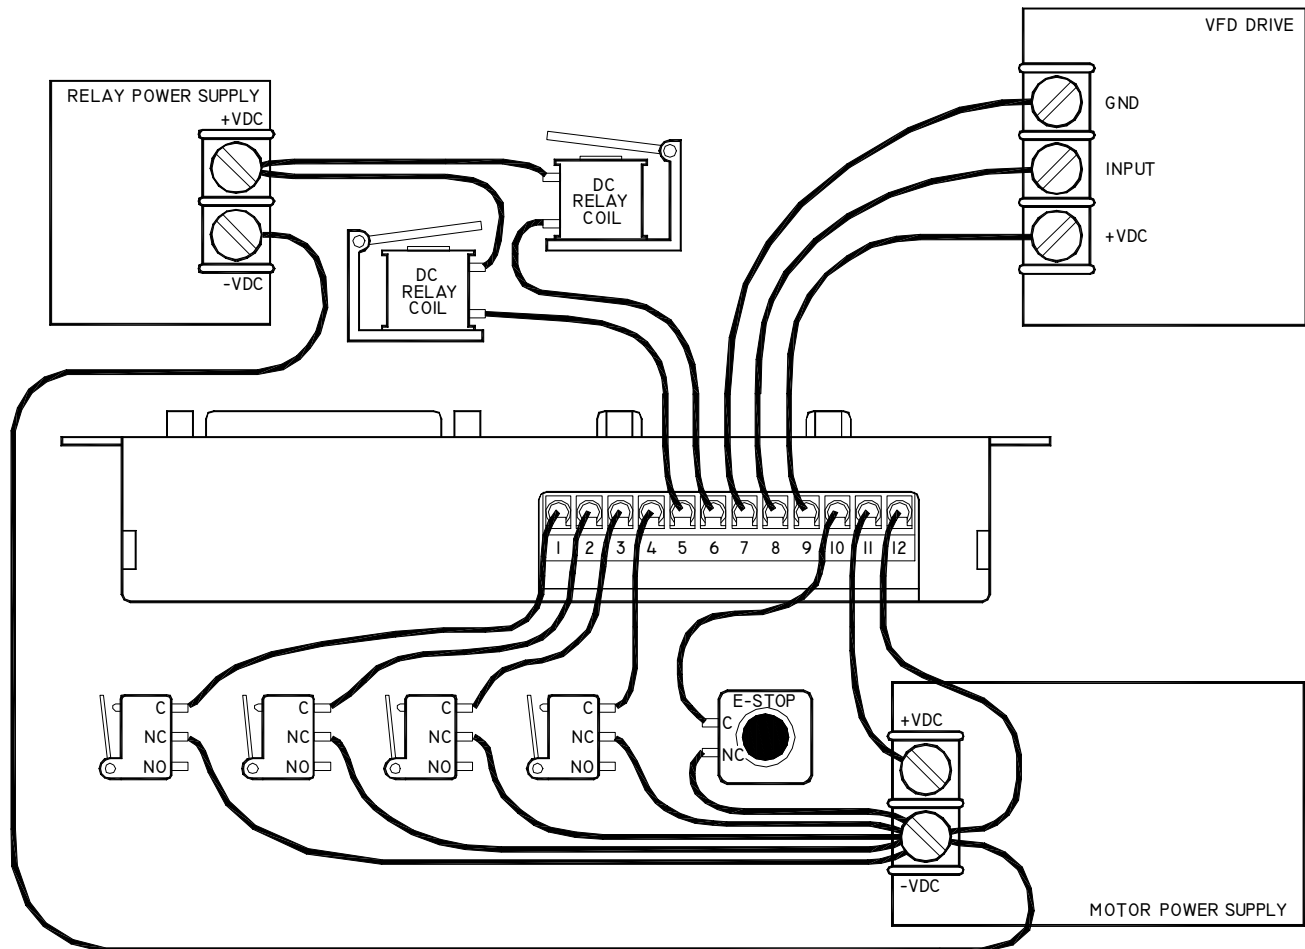 VFD DRIVE
GND
INPUT
+VDC
RELAY POWER SUPPLY
+VDC
-VDC
DC
RELAY
COIL
DC
RELAY
COIL
1 2 3 4 5 6 7 8 9 10 11 12
C
NC
NO
C
NC
NO
C
NC
NO
C
NC
NO
E-STOP
C
NC
+VDC
-VDC
MOTOR POWER SUPPLY